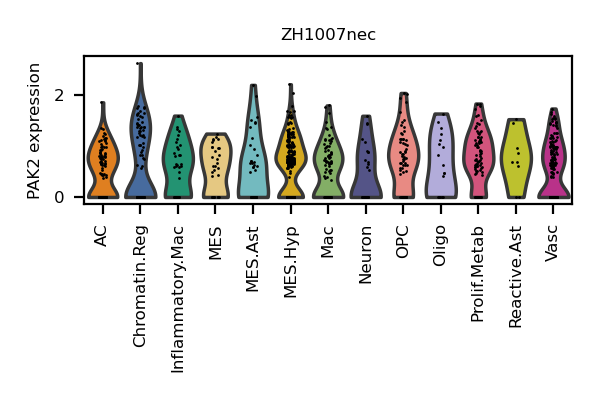 ZH1007nec
PAK2 expression
2
0
AC
Chromatin.Reg
Inflammatory.Mac
MES
MES.Ast
MES.Hyp
Mac
Neuron
OPC
Oligo
Prolif.Metab
Reactive.Ast
Vasc